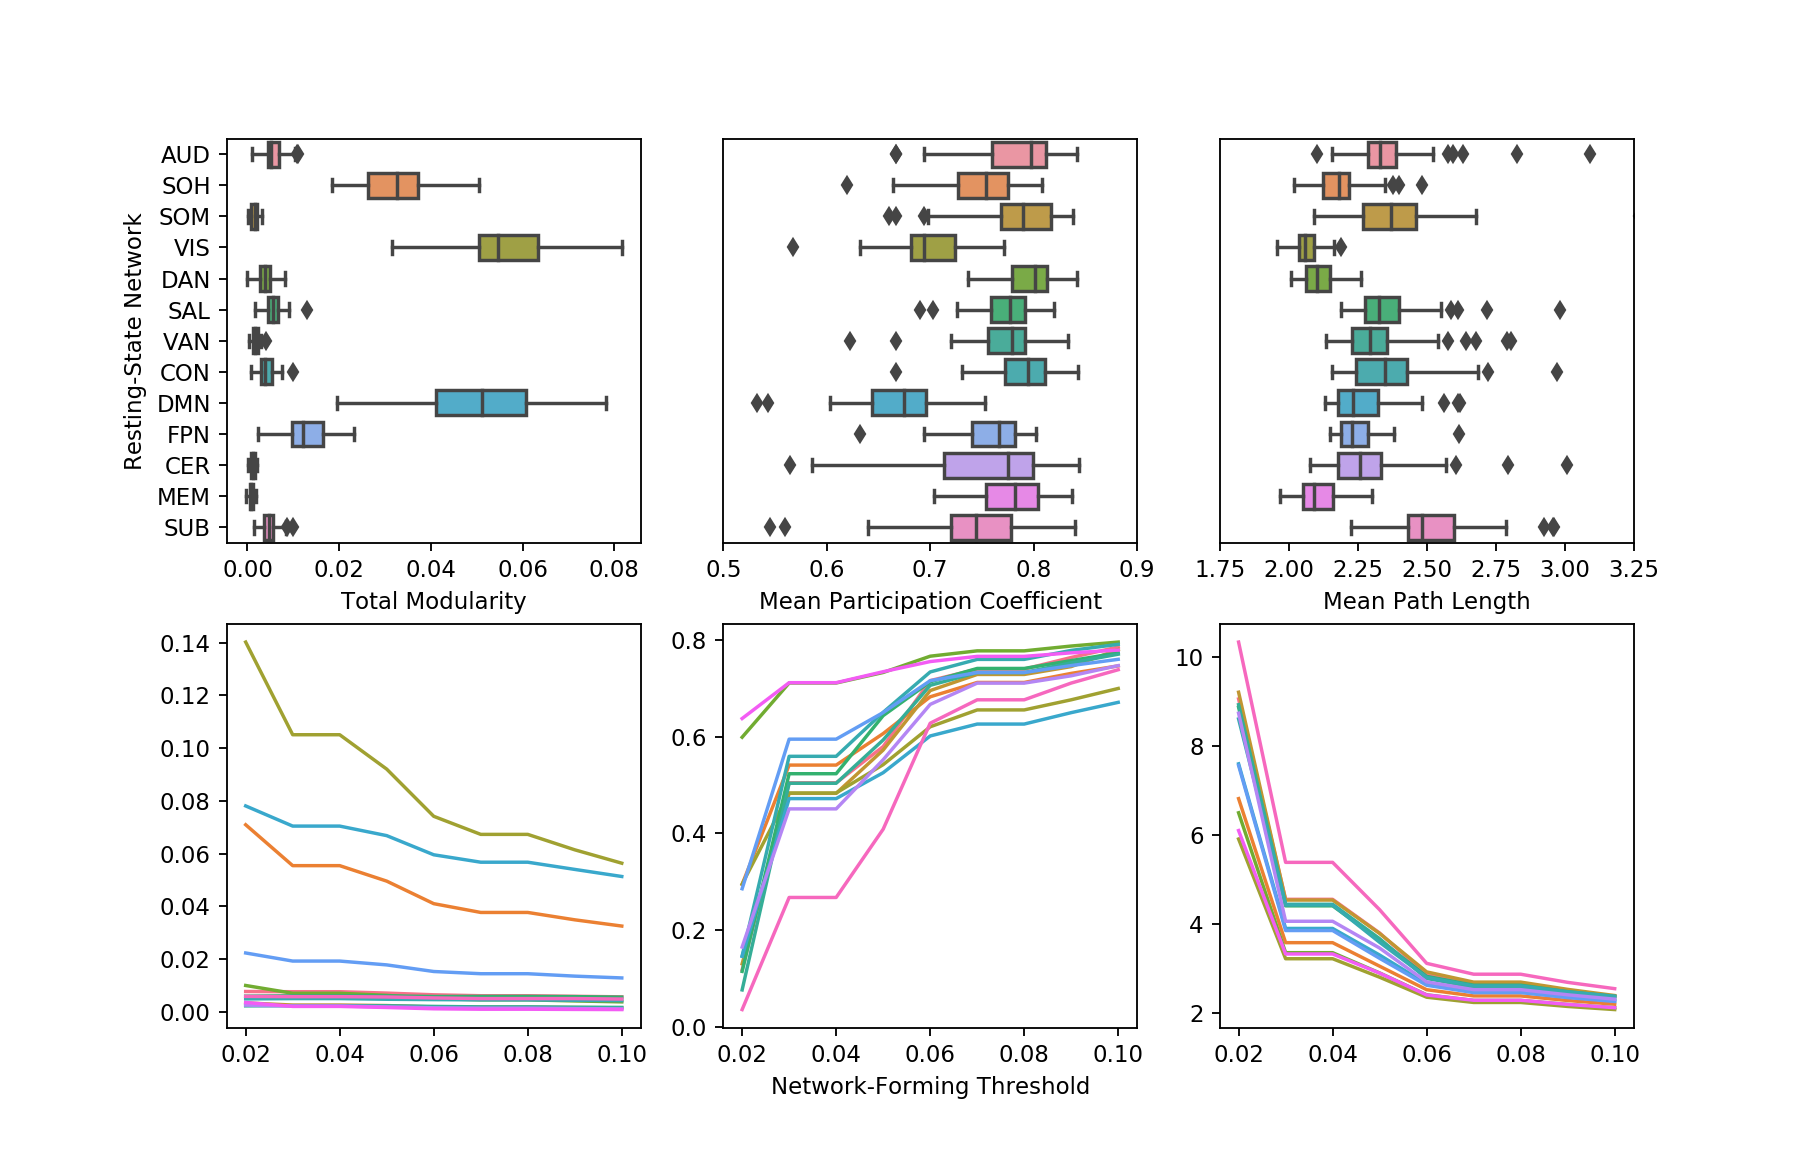 Resting-State Network
AUD
SOH
SOM
VIS
DAN
SAL
VAN
CON
DMN
FPN
CER
MEM
SUB
0.00 0.02 0.04 0.06 0.08
Total Modularity
0.5 0.6 0.7 0.8 0.9
Mean Participation Coefficient
1.75 2.00 2.25 2.50 2.75 3.00 3.25
Mean Path Length
0.14
0.12
0.10
0.08
0.06
0.04
0.02
0.00
0.02 0.04 0.06 0.08 0.10
0.8
0.6
0.4
0.2
0.0
0.02 0.04 0.06 0.08 0.10
Network-Forming Threshold
10
8
6
4
2
0.02 0.04 0.06 0.08 0.10